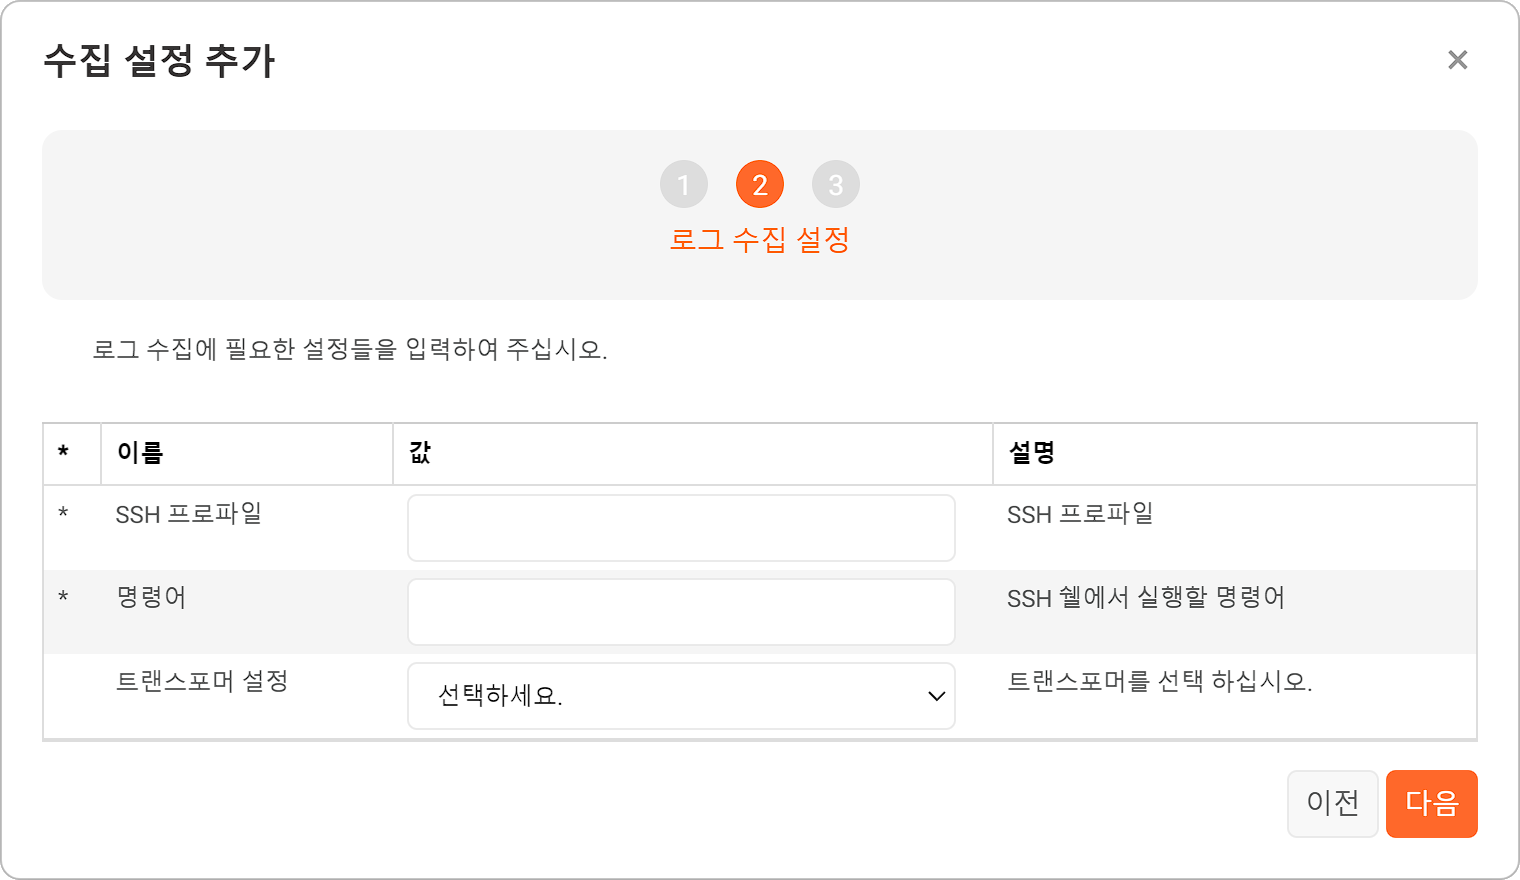 수집 설정 추가
×
1 2 3
로그 수집 설정
로그 수집에 필요한 설정들을 입력하여 주십시오.
* 이름 값 설명
* SSH 프로파일 SSH 프로파일
* 명령어 SSH 쉘에서 실행할 명령어
트랜스포머 설정 선택하세요. 트랜스포머를 선택 하십시오.
이전 다음